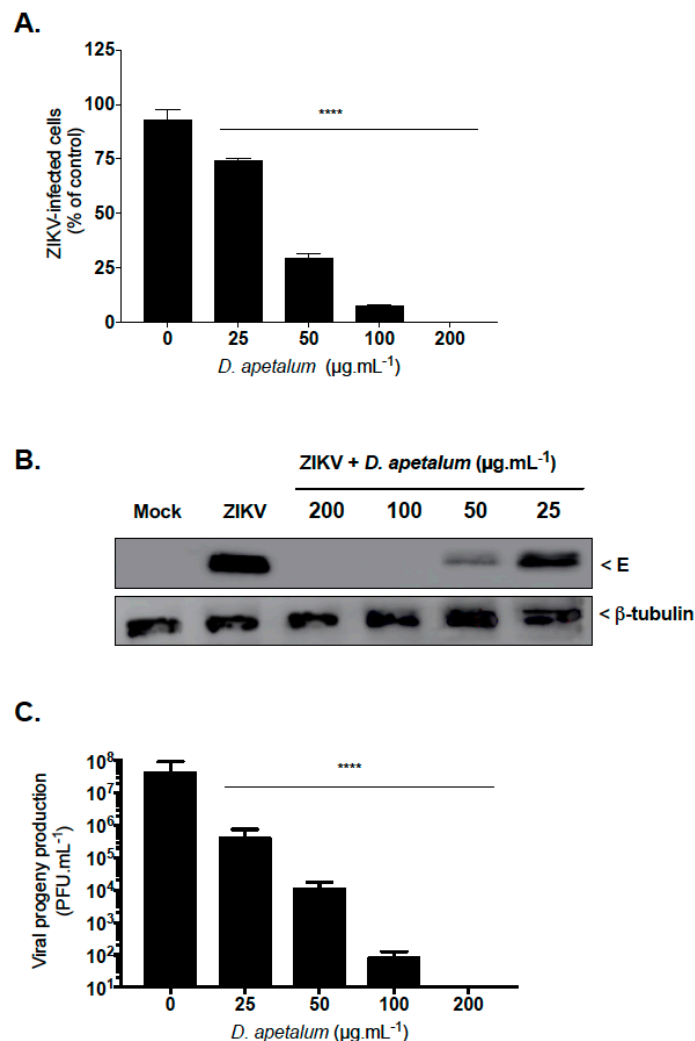 A.
125
100
75
50
25
0
ZIKV-infected cells
(% of control)
****
0 25 50 100 200
D. apetalum (µg.mL⁻¹)
B.
ZIKV + D. apetalum (µg.mL⁻¹)
Mock ZIKV 200 100 50 25
< E
< β-tubulin
C.
10⁸
10⁷
10⁶
10⁵
10⁴
10³
10²
10¹
Viral progeny production
(PFU.mL⁻¹)
****
0 25 50 100 200
D. apetalum (µg.mL⁻¹)